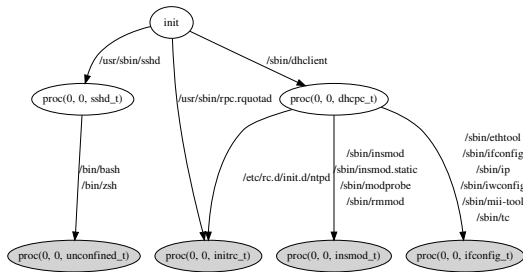 init
/usr/sbin/sshd
/sbin/dhclient
proc(0, 0, sshd_t)
/usr/sbin/rpc.rquotad
proc(0, 0, dhcpc_t)
/bin/bash
/bin/zsh
/etc/rc.d/init.d/ntpd
/sbin/insmod
/sbin/insmod.static
/sbin/modprobe
/sbin/rmmod
/sbin/ethtool
/sbin/ifconfig
/sbin/ip
/sbin/iwconfig
/sbin/mii-tool
/sbin/tc
proc(0, 0, unconfined_t)
proc(0, 0, initrc_t)
proc(0, 0, insmod_t)
proc(0, 0, ifconfig_t)